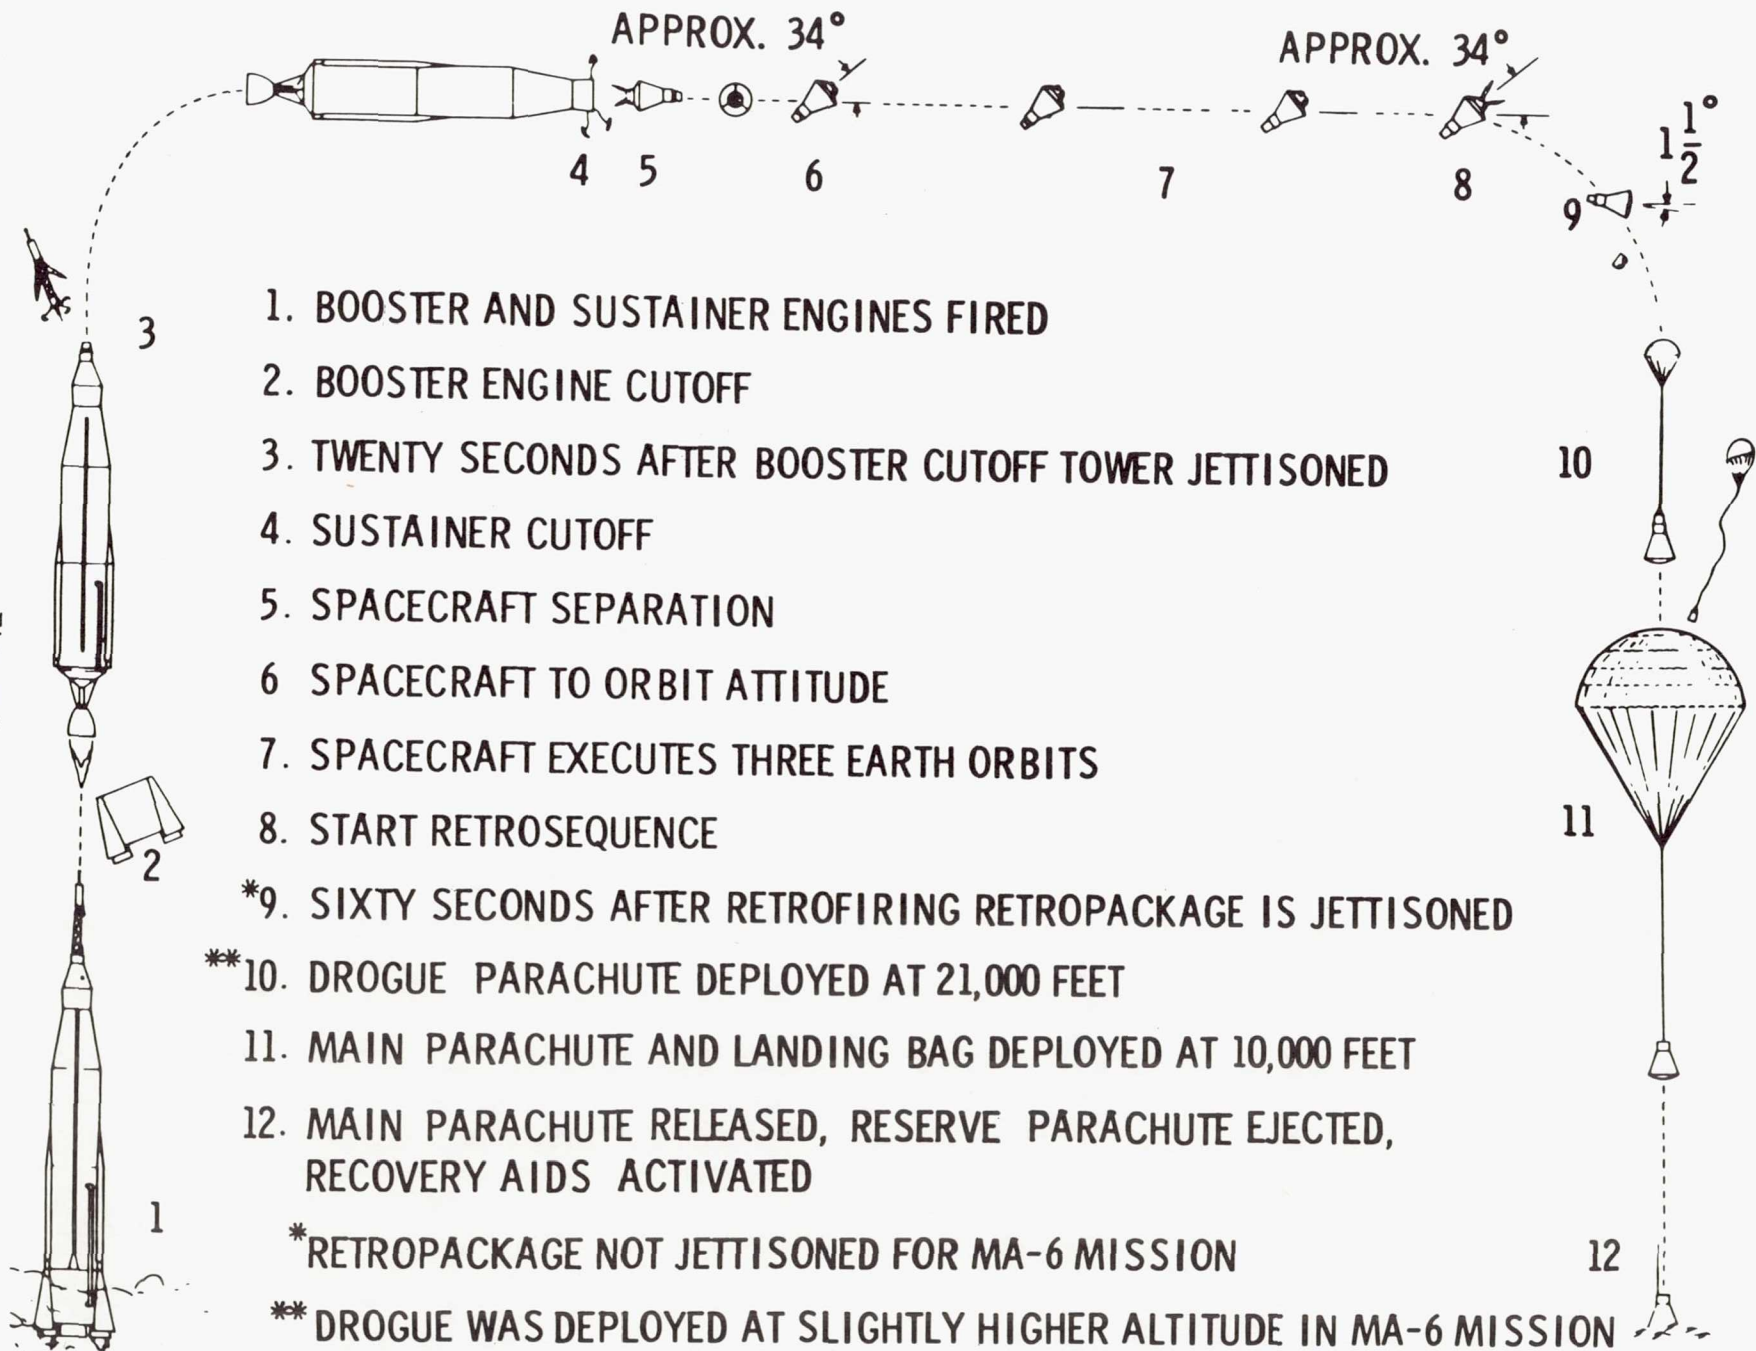 APPROX. 34°
APPROX. 34°
1 1/2°
4 5 6 7 8
9
3
1. BOOSTER AND SUSTAINER ENGINES FIRED
2. BOOSTER ENGINE CUTOFF
3. TWENTY SECONDS AFTER BOOSTER CUTOFF TOWER JETTISONED
10
4. SUSTAINER CUTOFF
5. SPACECRAFT SEPARATION
6 SPACECRAFT TO ORBIT ATTITUDE
7. SPACECRAFT EXECUTES THREE EARTH ORBITS
8. START RETROSEQUENCE
11
2
*9. SIXTY SECONDS AFTER RETROFIRING RETROPACKAGE IS JETTISONED
**10. DROGUE PARACHUTE DEPLOYED AT 21,000 FEET
11. MAIN PARACHUTE AND LANDING BAG DEPLOYED AT 10,000 FEET
12. MAIN PARACHUTE RELEASED, RESERVE PARACHUTE EJECTED,
RECOVERY AIDS ACTIVATED
1
*RETROPACKAGE NOT JETTISONED FOR MA-6 MISSION
12
**DROGUE WAS DEPLOYED AT SLIGHTLY HIGHER ALTITUDE IN MA-6 MISSION